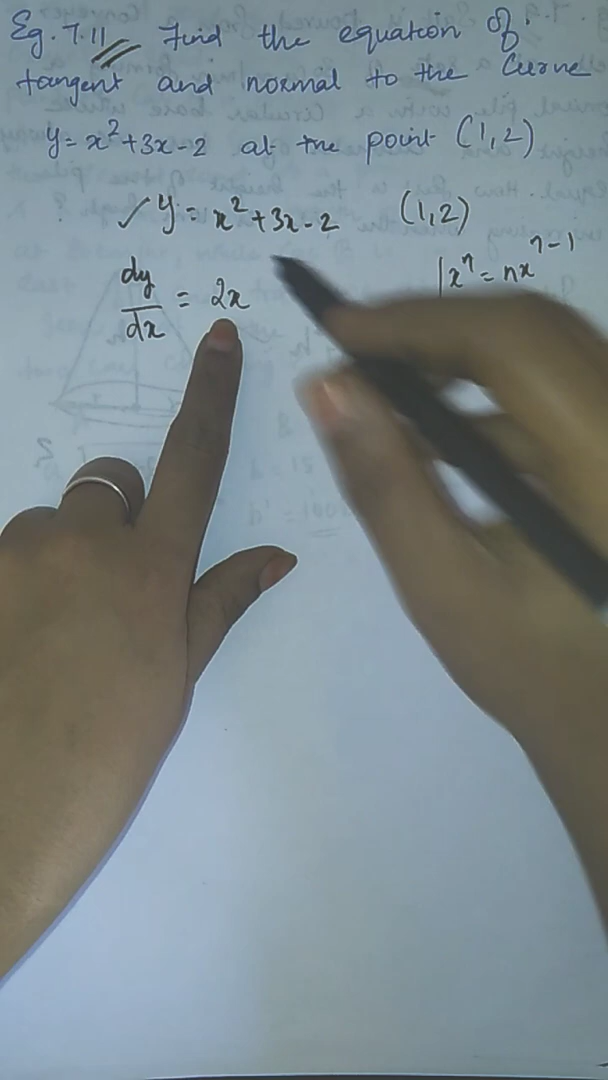 Eg. 7.11 Find the equation of
tangent and normal to the Curve
y = x² + 3x - 2 at the point (1, 2)
✓ y = x² + 3x - 2 (1, 2)
dy/dx = 2x
xⁿ = nxⁿ⁻¹